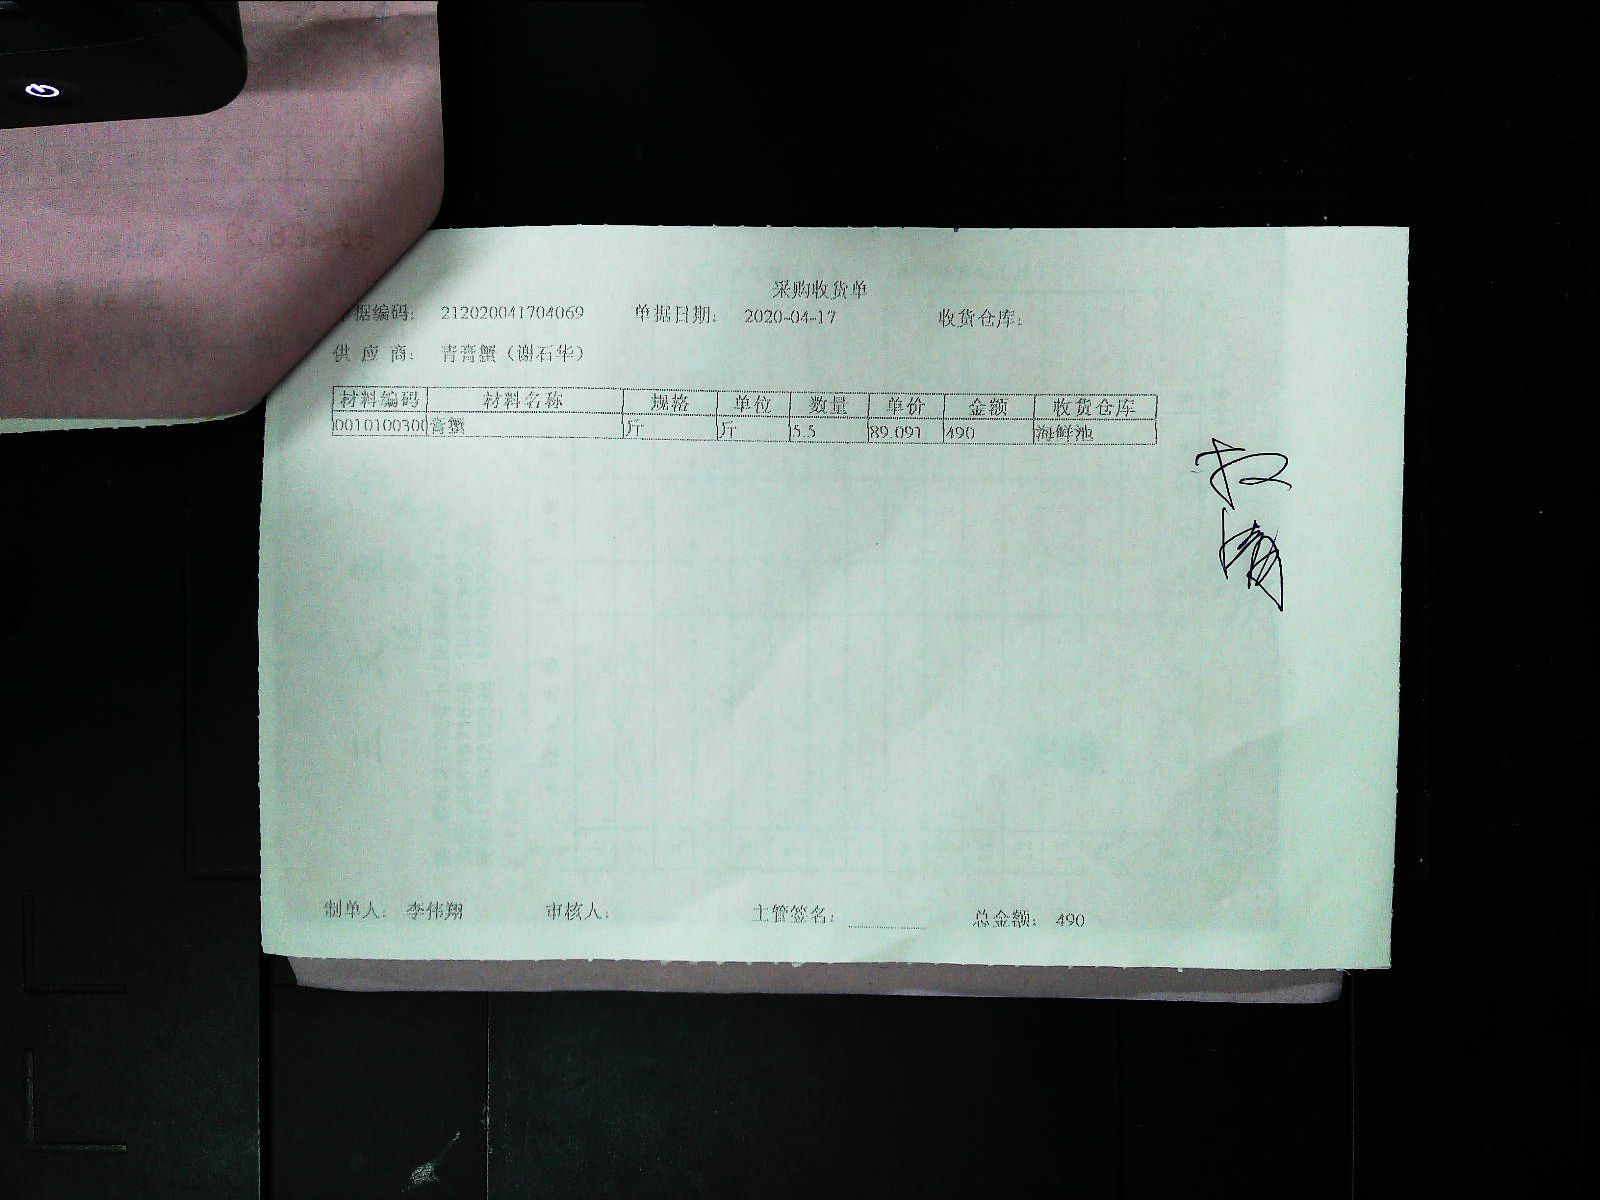 采购收货单
据编码： 212020041704069 单据日期： 2020-04-17 收货仓库：
供 应 商： 青膏蟹（谢石华）
材料编码 材料名称 规格 单位 数量 单价 金额 收货仓库
0010100300 膏蟹 斤 斤 5.5 89.091 490 海鲜池
制单人： 李伟翔 审核人： 主管签名： 总金额： 490